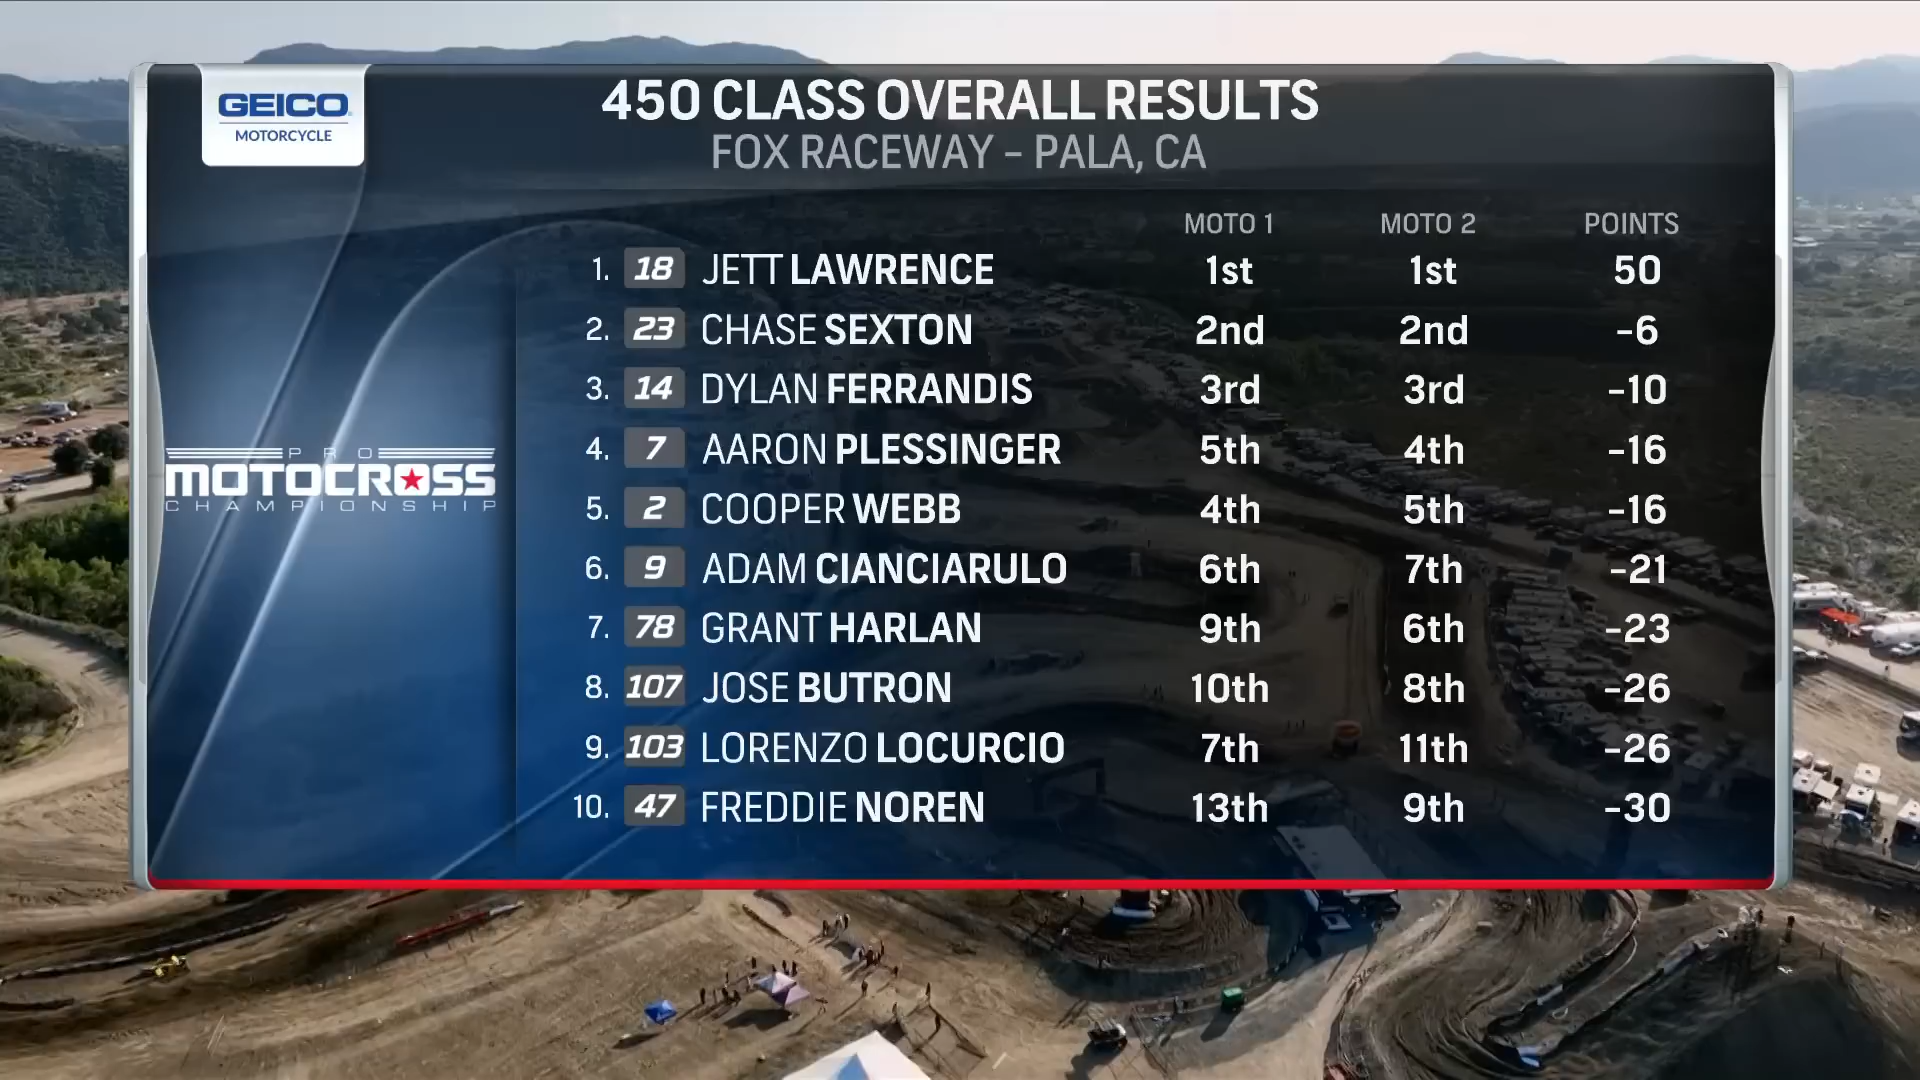 GEICO
MOTORCYCLE
450 CLASS OVERALL RESULTS
FOX RACEWAY – PALA, CA
MOTO 1 MOTO 2 POINTS
1. 18 JETT LAWRENCE 1st 1st 50
2. 23 CHASE SEXTON 2nd 2nd -6
3. 14 DYLAN FERRANDIS 3rd 3rd -10
4. 7 AARON PLESSINGER 5th 4th -16
5. 2 COOPER WEBB 4th 5th -16
6. 9 ADAM CIANCIARULO 6th 7th -21
7. 78 GRANT HARLAN 9th 6th -23
8. 107 JOSE BUTRON 10th 8th -26
9. 103 LORENZO LOCURCIO 7th 11th -26
10. 47 FREDDIE NOREN 13th 9th -30
PRO
MOTOCROSS
CHAMPIONSHIP